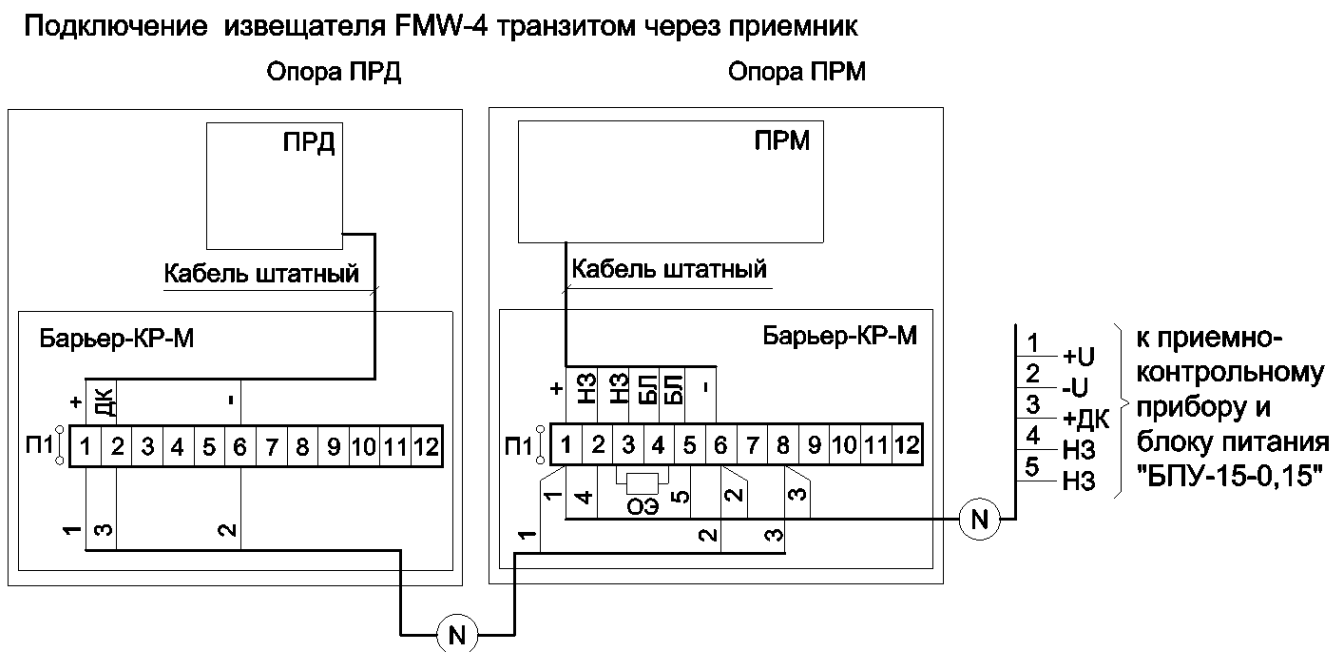 Подключение извещателя FMW-4 транзитом через приемник
Опора ПРД
Опора ПРМ
ПРД
ПРМ
Кабель штатный
Кабель штатный
Барьер-КР-М
Барьер-КР-М
+ ДК -
+ НЗ НЗ БЛ БЛ -
П1 1 2 3 4 5 6 7 8 9 10 11 12
П1 1 2 3 4 5 6 7 8 9 10 11 12
1 3 2
1 4 ОЭ 5 2 3
1 2 3
N
N
1 +U
2 -U
3 +ДК
4 НЗ
5 НЗ
к приемно-
контрольному
прибору и
блоку питания
"БПУ-15-0,15"